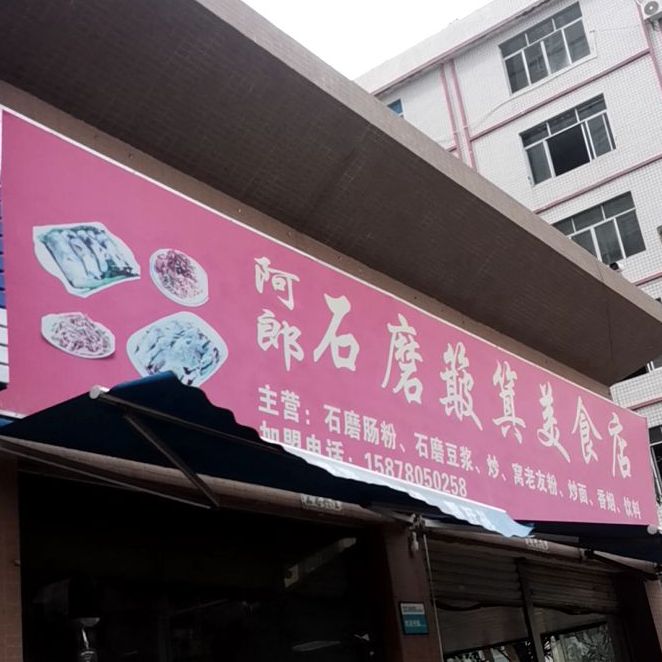 阿郎石磨簸箕美食店
主营：石磨肠粉、石磨豆浆、炒、窝老友粉、炒面、香烟、饮料
加盟电话：15878050258